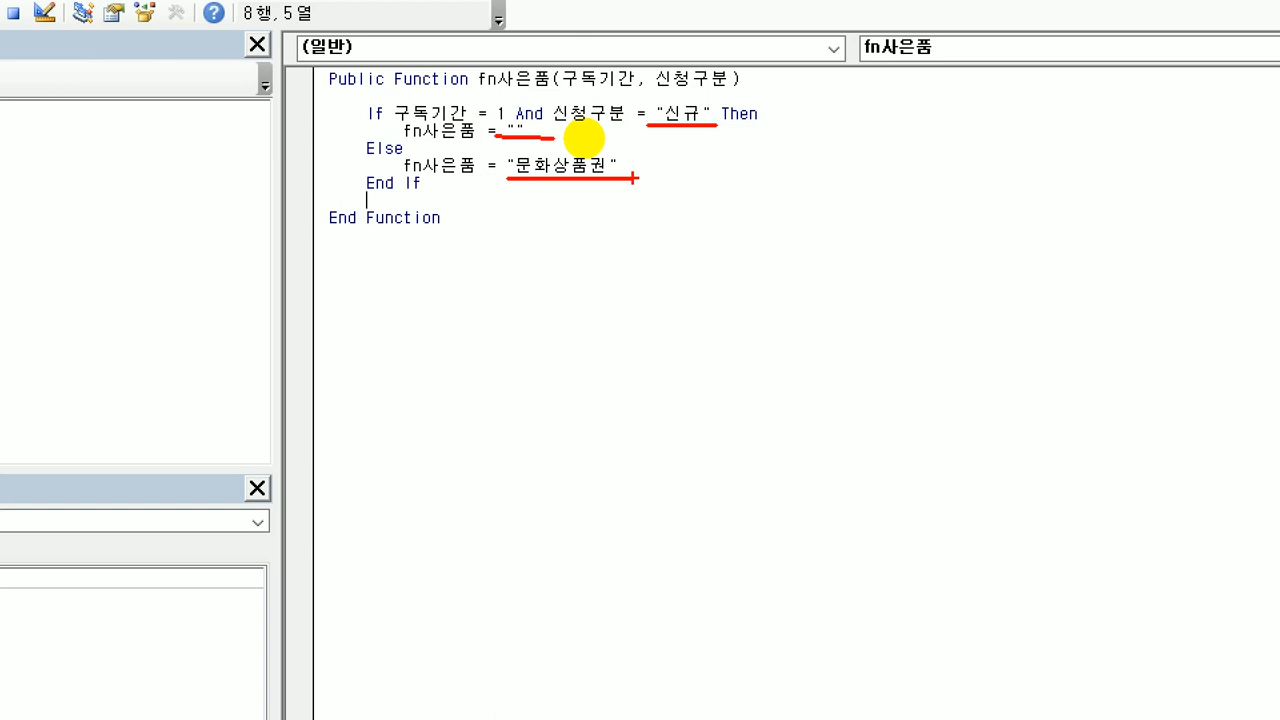 8행, 5열
(일반)
fn사은품
Public Function fn사은품(구독기간, 신청구분)
If 구독기간 = 1 And 신청구분 = "신규" Then
fn사은품 = ""
Else
fn사은품 = "문화상품권"
End If
End Function